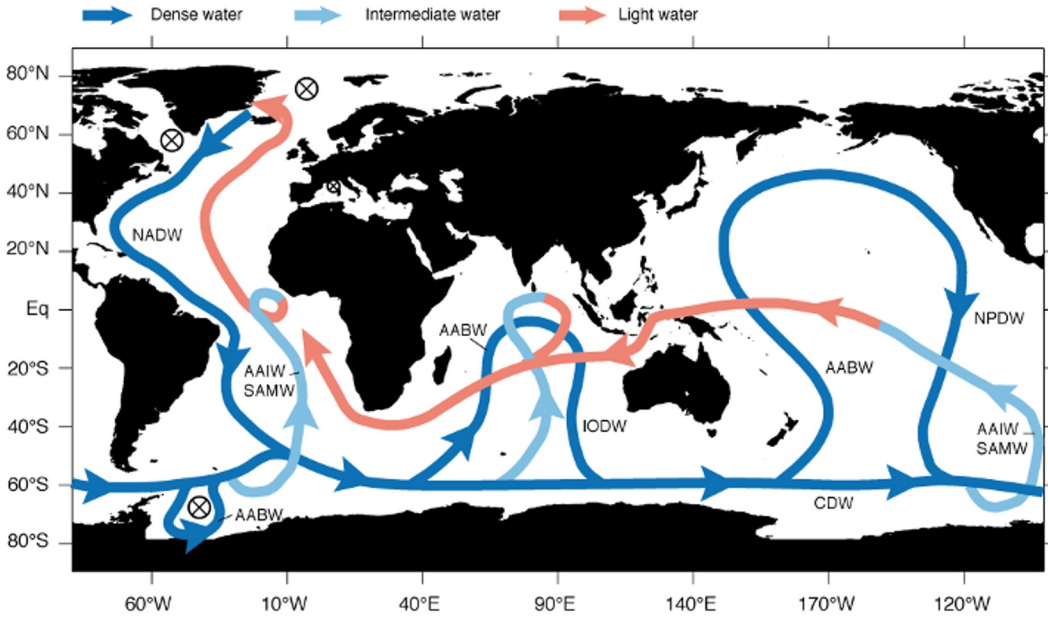 Dense water
Intermediate water
Light water
80°N
60°N
40°N
NADW
20°N
Eq
NPDW
AABW
20°S
AAIW
SAMW
AABW
40°S
IODW
AAIW
SAMW
60°S
CDW
AABW
80°S
60°W
10°W
40°E
90°E
140°E
170°W
120°W